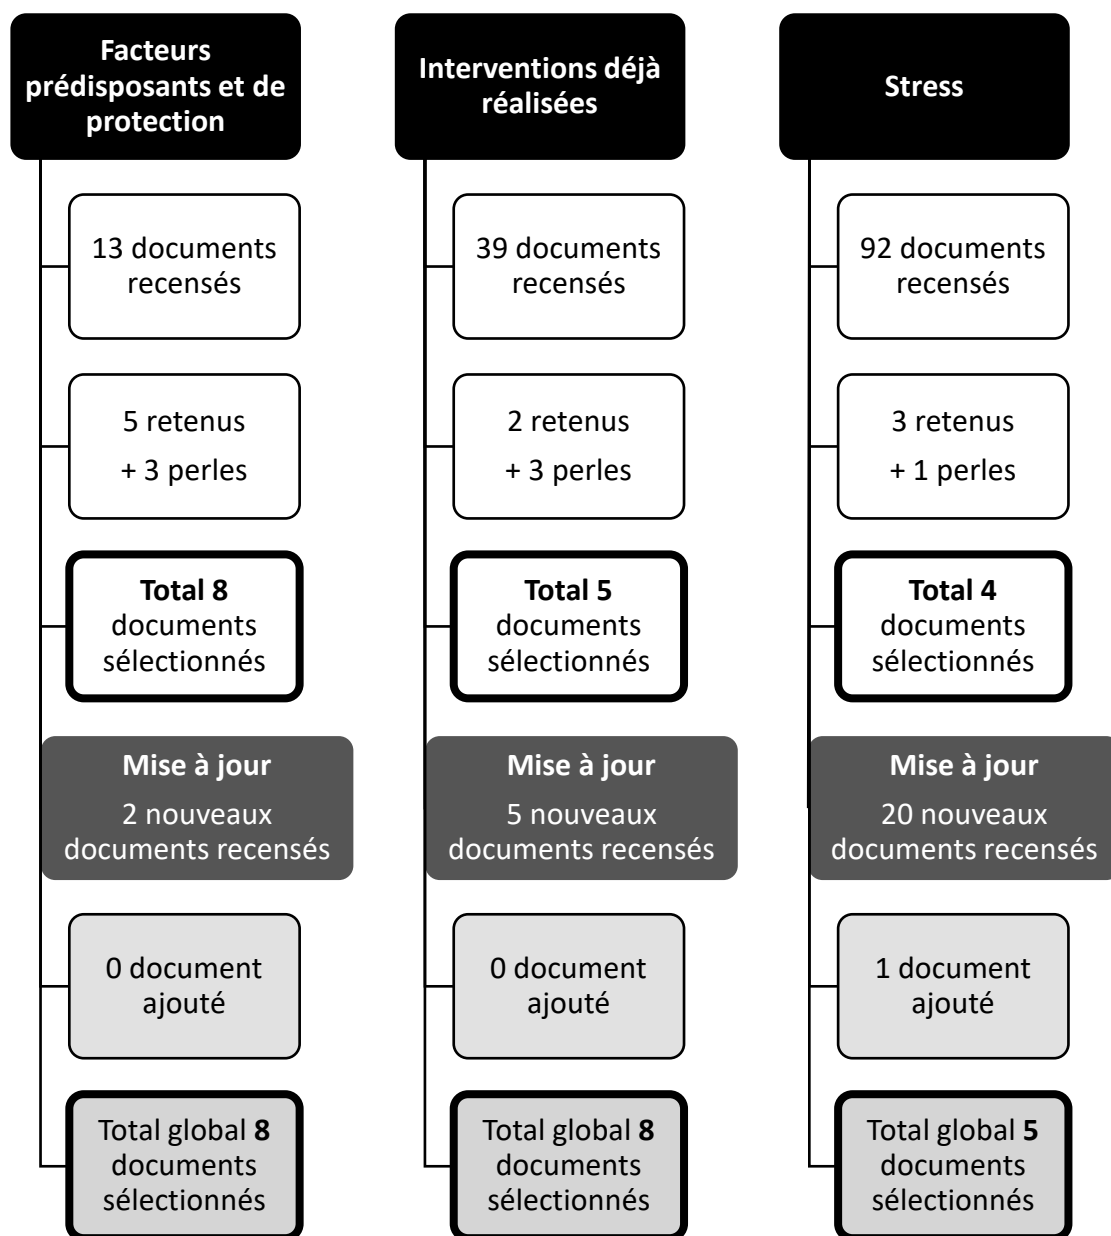 Facteurs
prédisposants et de
protection
13 documents
recensés
5 retenus
+ 3 perles
Total 8
documents
sélectionnés
Mise à jour
2 nouveaux
documents recensés
0 document
ajouté
Total global 8
documents
sélectionnés
Interventions déjà
réalisées
39 documents
recensés
2 retenus
+ 3 perles
Total 5
documents
sélectionnés
Mise à jour
5 nouveaux
documents recensés
0 document
ajouté
Total global 8
documents
sélectionnés
Stress
92 documents
recensés
3 retenus
+ 1 perles
Total 4
documents
sélectionnés
Mise à jour
20 nouveaux
documents recensés
1 document
ajouté
Total global 5
documents
sélectionnés